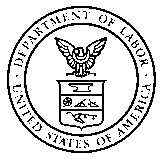 DEPARTMENT OF LABOR
UNITED STATES OF AMERICA